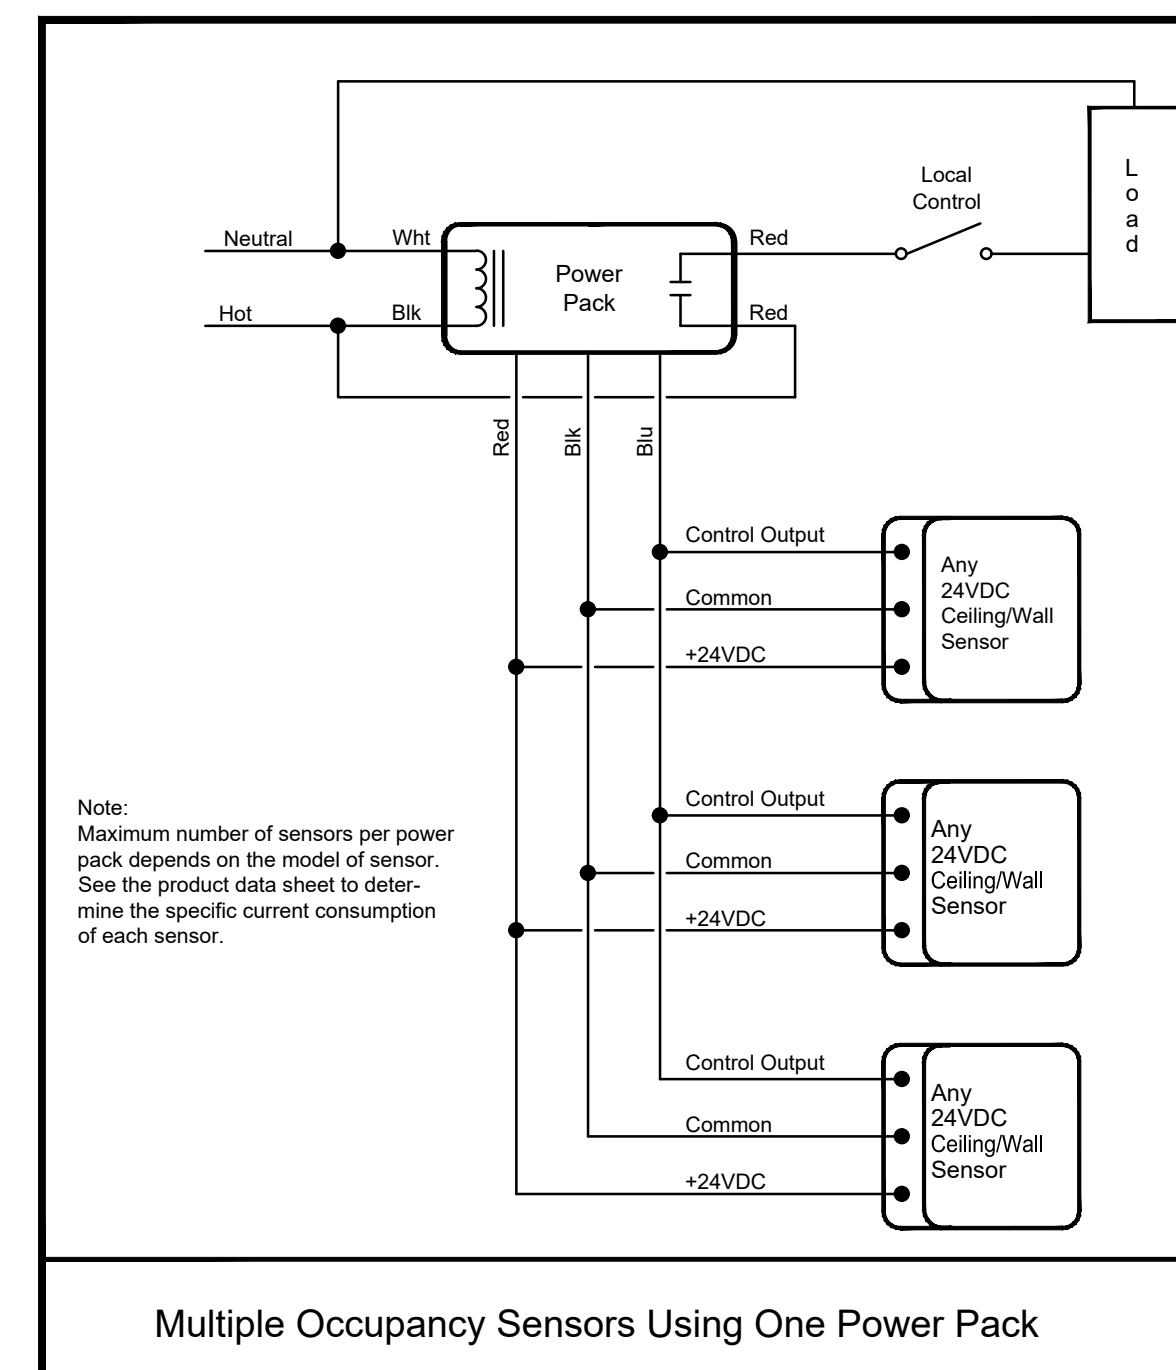 Local
Control
L
o
a
d
Neutral
Wht
Red
Power
Pack
Hot
Blk
Red
Red
Blk
Blu
Control Output
Common
+24VDC
Any
24VDC
Ceiling/Wall
Sensor
Note:
Maximum number of sensors per power
pack depends on the model of sensor.
See the product data sheet to deter-
mine the specific current consumption
of each sensor.
Control Output
Common
+24VDC
Any
24VDC
Ceiling/Wall
Sensor
Control Output
Common
+24VDC
Any
24VDC
Ceiling/Wall
Sensor
Multiple Occupancy Sensors Using One Power Pack